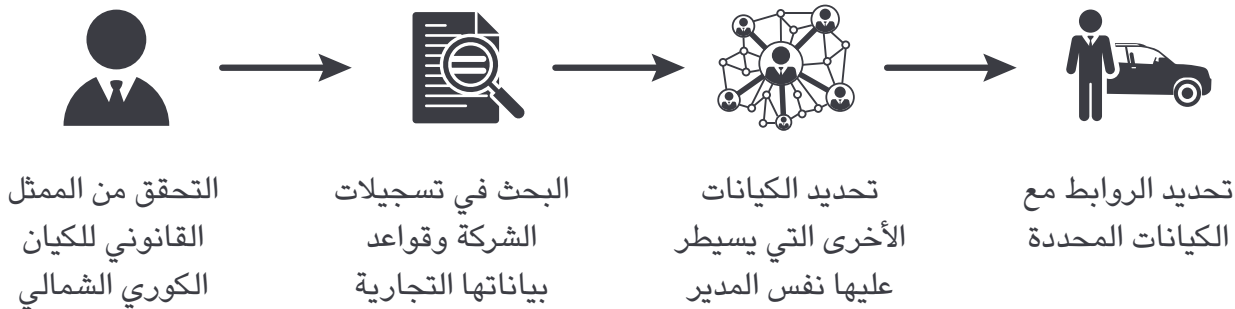 التحقق من الممثل
القانوني للكيان
الكوري الشمالي
البحث في تسجيلات
الشركة وقواعد
بياناتها التجارية
تحديد الكيانات
الأخرى التي يسيطر
عليها نفس المدير
تحديد الروابط مع
الكيانات المحددة